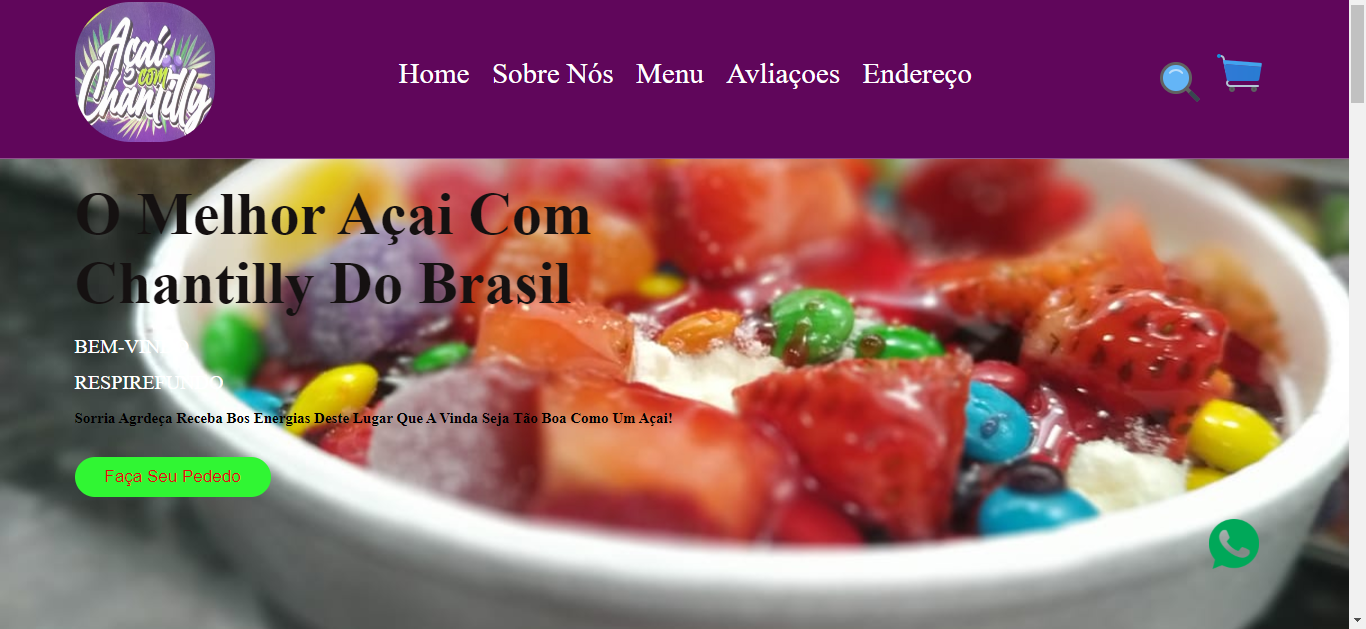 Açaí
com
Chantilly
Home Sobre Nós Menu Avliaçoes Endereço
O Melhor Açai Com
Chantilly Do Brasil
BEM-VINDO
RESPIREFUNDO
Sorria Agrdeça Receba Bos Energias Deste Lugar Que A Vinda Seja Tão Boa Como Um Açai!
Faça Seu Pededo